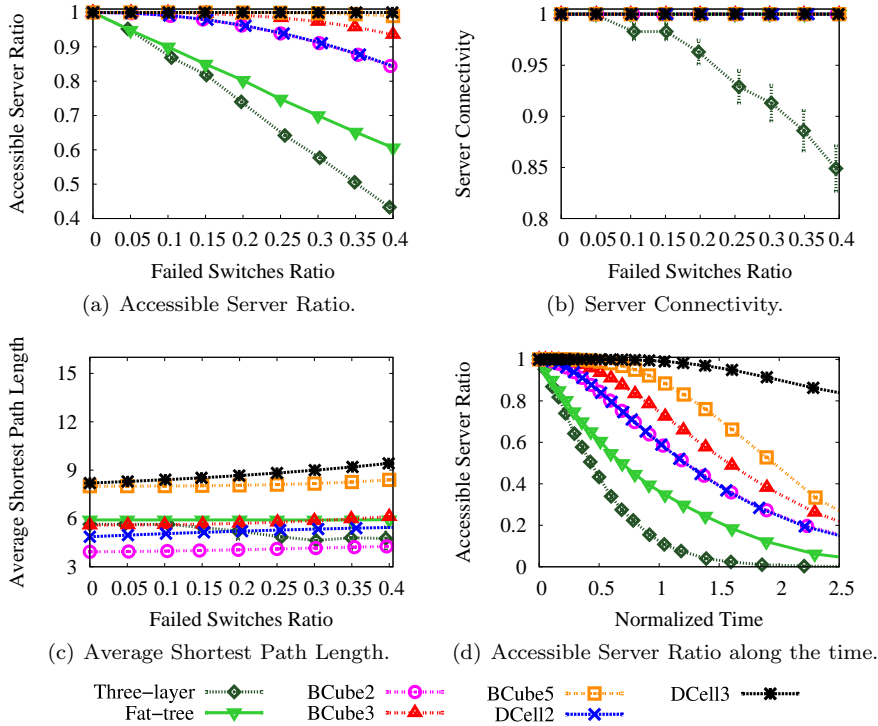 1
0.9
0.8
0.7
0.6
0.5
0.4
Accessible Server Ratio
0 0.05 0.1 0.15 0.2 0.25 0.3 0.35 0.4
Failed Switches Ratio
(a) Accessible Server Ratio.
1
0.95
0.9
0.85
0.8
Server Connectivity
0 0.05 0.1 0.15 0.2 0.25 0.3 0.35 0.4
Failed Switches Ratio
(b) Server Connectivity.
15
12
9
6
3
Average Shortest Path Length
0 0.05 0.1 0.15 0.2 0.25 0.3 0.35 0.4
Failed Switches Ratio
(c) Average Shortest Path Length.
1
0.8
0.6
0.4
0.2
0
Accessible Server Ratio
0 0.5 1 1.5 2 2.5
Normalized Time
(d) Accessible Server Ratio along the time.
Three-layer
Fat-tree
BCube2
BCube3
BCube5
DCell2
DCell3